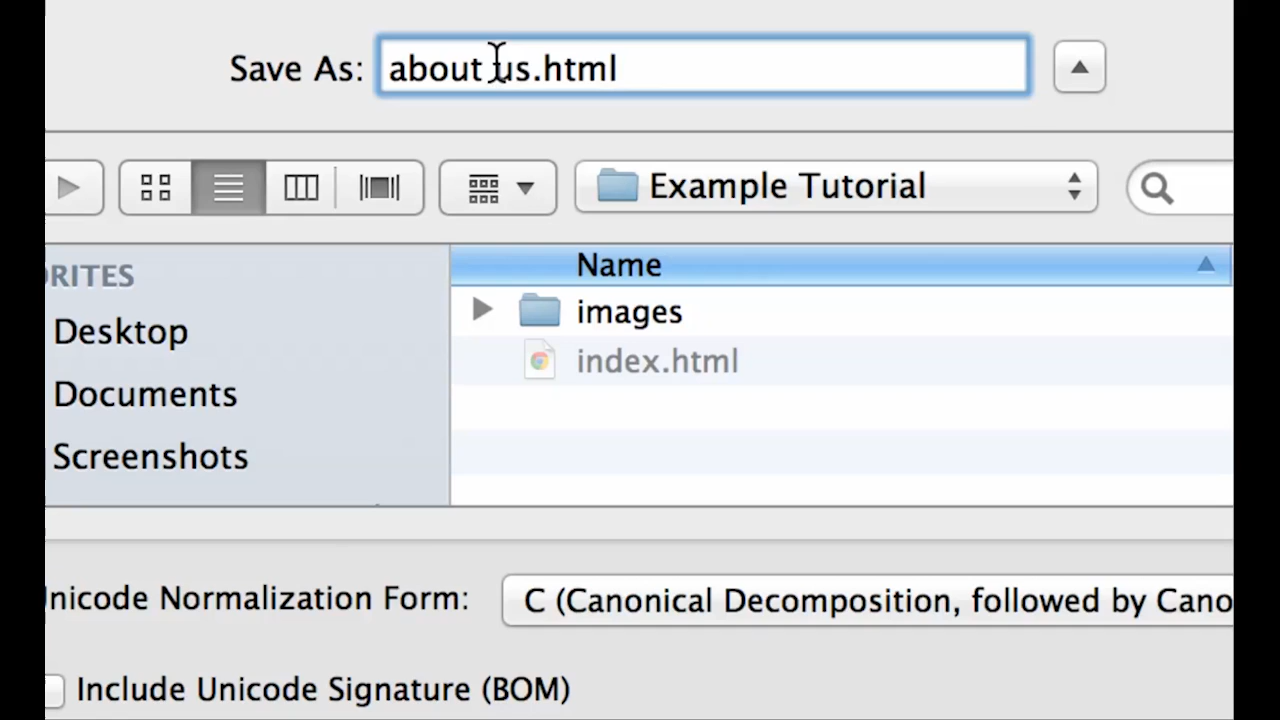 Save As: about us.html
Example Tutorial
RITES
Name
Desktop
images
index.html
Documents
Screenshots
nicode Normalization Form: C (Canonical Decomposition, followed by Cano
Include Unicode Signature (BOM)